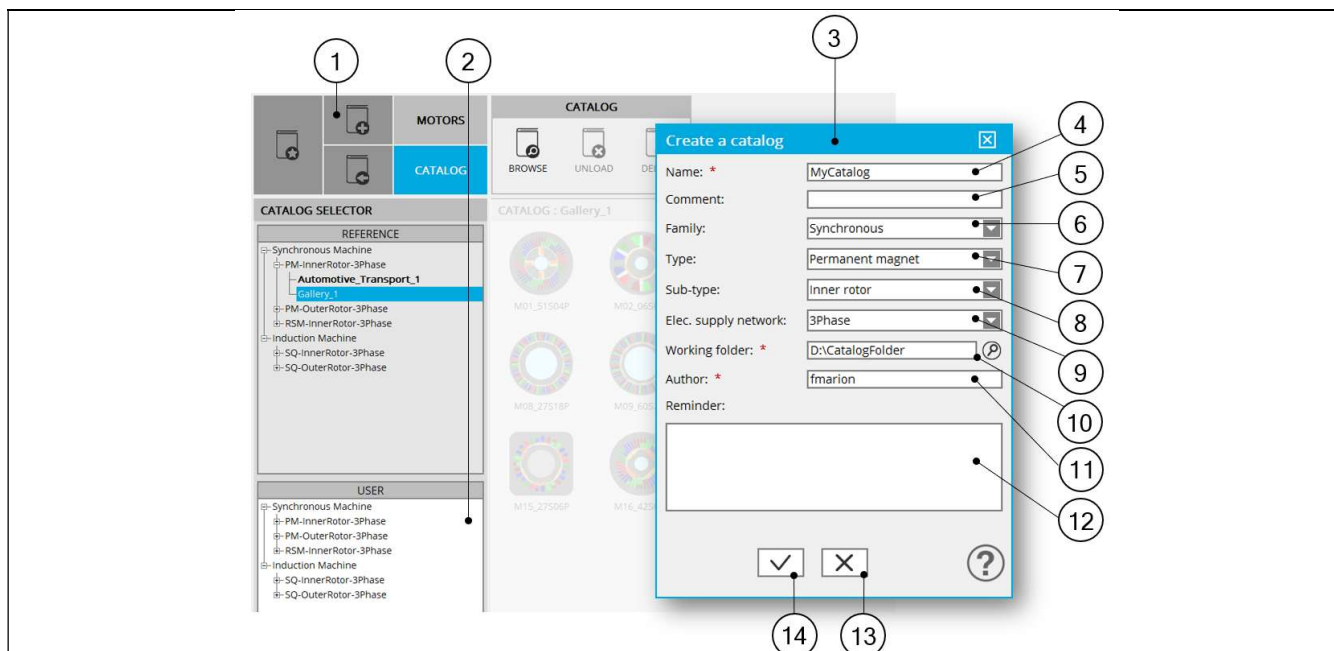 1
2
3
MOTORS
CATALOG
CATALOG
BROWSE
UNLOAD
CATALOG SELECTOR
CATALOG : Gallery_1
REFERENCE
Synchronous Machine
PM-InnerRotor-3Phase
Automotive_Transport_1
Gallery_1
PM-OuterRotor-3Phase
RSM-InnerRotor-3Phase
Induction Machine
SQ-InnerRotor-3Phase
SQ-OuterRotor-3Phase
M01_51S04P
M08_27S18P
M15_27S06P
USER
Synchronous Machine
PM-InnerRotor-3Phase
PM-OuterRotor-3Phase
RSM-InnerRotor-3Phase
Induction Machine
SQ-InnerRotor-3Phase
SQ-OuterRotor-3Phase
Create a catalog
Name: * MyCatalog
Comment:
Family: Synchronous
Type: Permanent magnet
Sub-type: Inner rotor
Elec. supply network: 3Phase
Working folder: * D:\CatalogFolder
Author: * fmarion
Reminder:
?
4
5
6
7
8
9
10
11
12
14
13